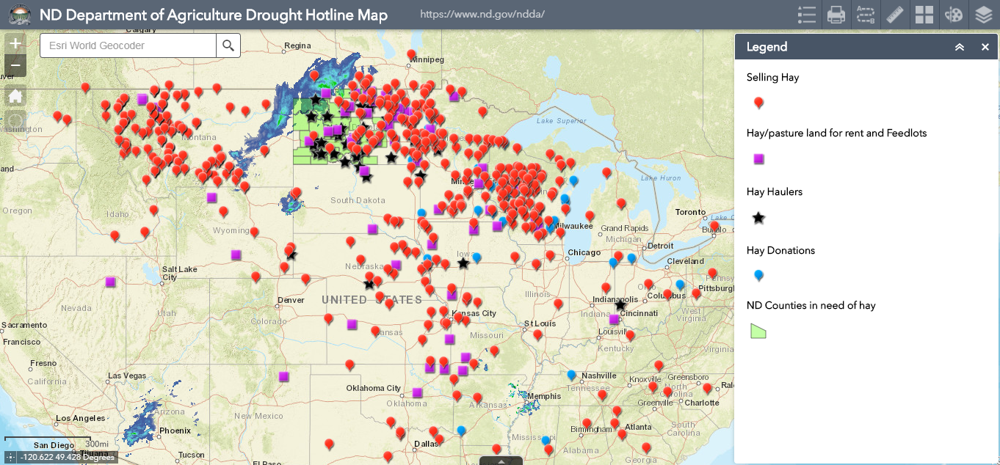 ND Department of Agriculture Drought Hotline Map
https://www.nd.gov/ndda/
Esri World Geocoder
Calgary
Regina
Winnipeg
Lake Superior
Montana
Lake Huron
South Dakota
Oregon
Idaho
Wyoming
Toronto
Milwaukee
Grand Rapids
Michigan
Detroit
Iowa
Chicago
Cleveland
Nebraska
Salt Lake
City
Pittsburgh
UNITED STATES
Denver
Illinois
Indianapolis
Columbus
Nevada
Utah
Colorado
Kansas City
Indiana
Cincinnati
West
Virginia
Sacramento
St Louis
Kansas
Missouri
Louisville
Francisco
Kentucky
Virginia
Fresno
California
Las Vegas
Nashville
Knoxville
Greensboro
Tennessee
North
Carolina
Oklahoma City
Oklahoma
Arkansas
Memphis
Greenville
Charlotte
Los Angeles
Arizona
New Mexico
Phoenix
Birmingham
Atlanta
South
Carolina
San Diego
300mi
Tijuana
Dallas
Mississippi
Alabama
Georgia
Tucson
El Paso
-120.622 49.428 Degrees
Legend
Selling Hay
Hay/pasture land for rent and Feedlots
Hay Haulers
Hay Donations
ND Counties in need of hay